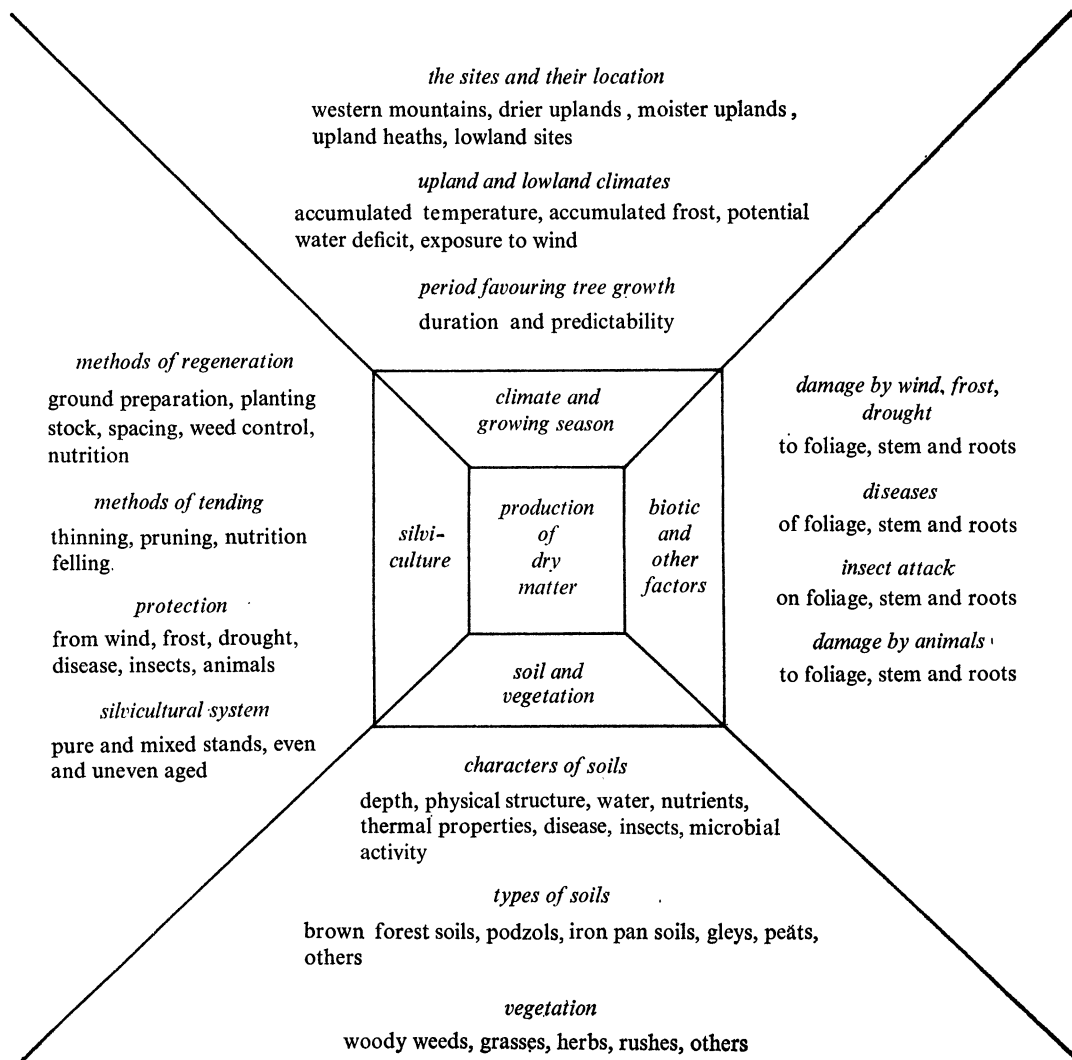 the sites and their location
western mountains, drier uplands, moister uplands,
upland heaths, lowland sites
upland and lowland climates
accumulated temperature, accumulated frost, potential
water deficit, exposure to wind
period favouring tree growth
duration and predictability
methods of regeneration
ground preparation, planting
stock, spacing, weed control,
nutrition
methods of tending
thinning, pruning, nutrition
felling.
protection
from wind, frost, drought,
disease, insects, animals
silvicultural system
pure and mixed stands, even
and uneven aged
climate and
growing season
silvi-
culture
production
of
dry
matter
biotic
and
other
factors
soil and
vegetation
damage by wind, frost,
drought
to foliage, stem and roots
diseases
of foliage, stem and roots
insect attack
on foliage, stem and roots
damage by animals
to foliage, stem and roots
characters of soils
depth, physical structure, water, nutrients,
thermal properties, disease, insects, microbial
activity
types of soils
brown forest soils, podzols, iron pan soils, gleys, peats,
others
vegetation
woody weeds, grasses, herbs, rushes, others